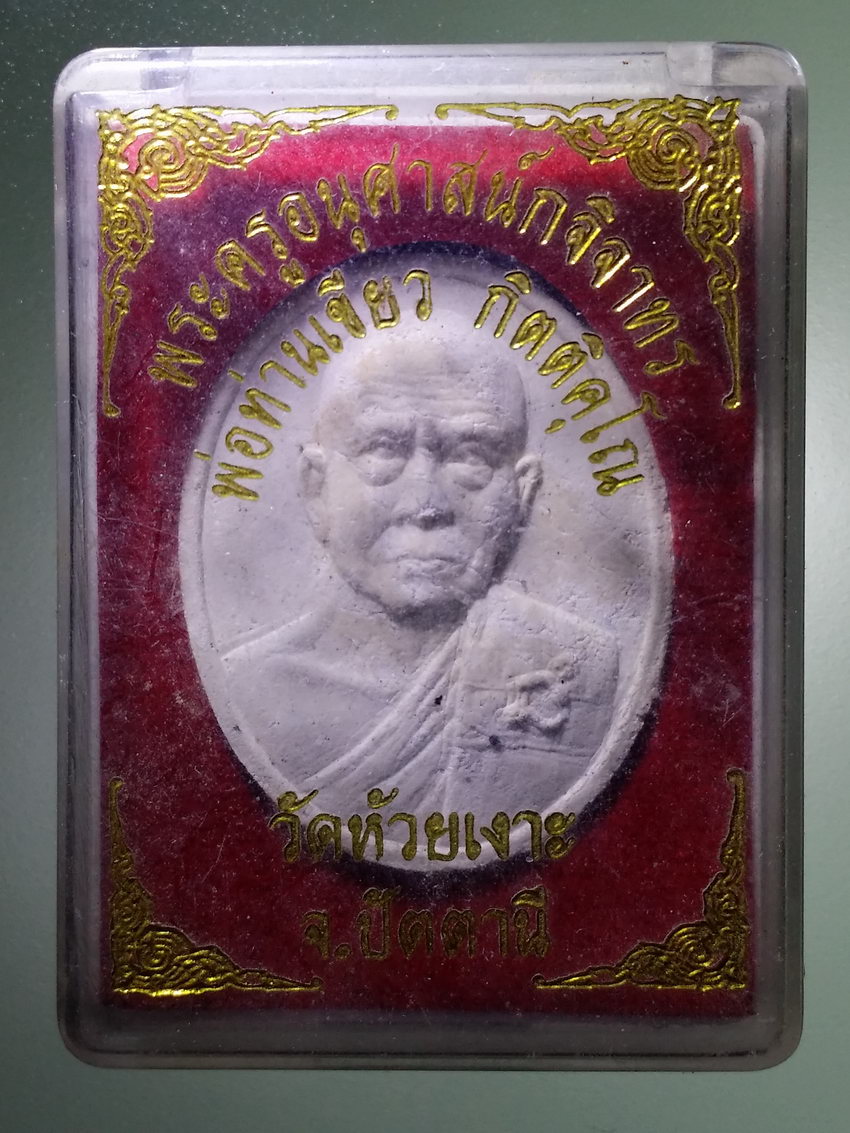 พระครูอนุศาสน์กิจจาทร
พ่อท่านเขียว กิตติคุโณ
วัดห้วยเงาะ
จ.ปัตตานี